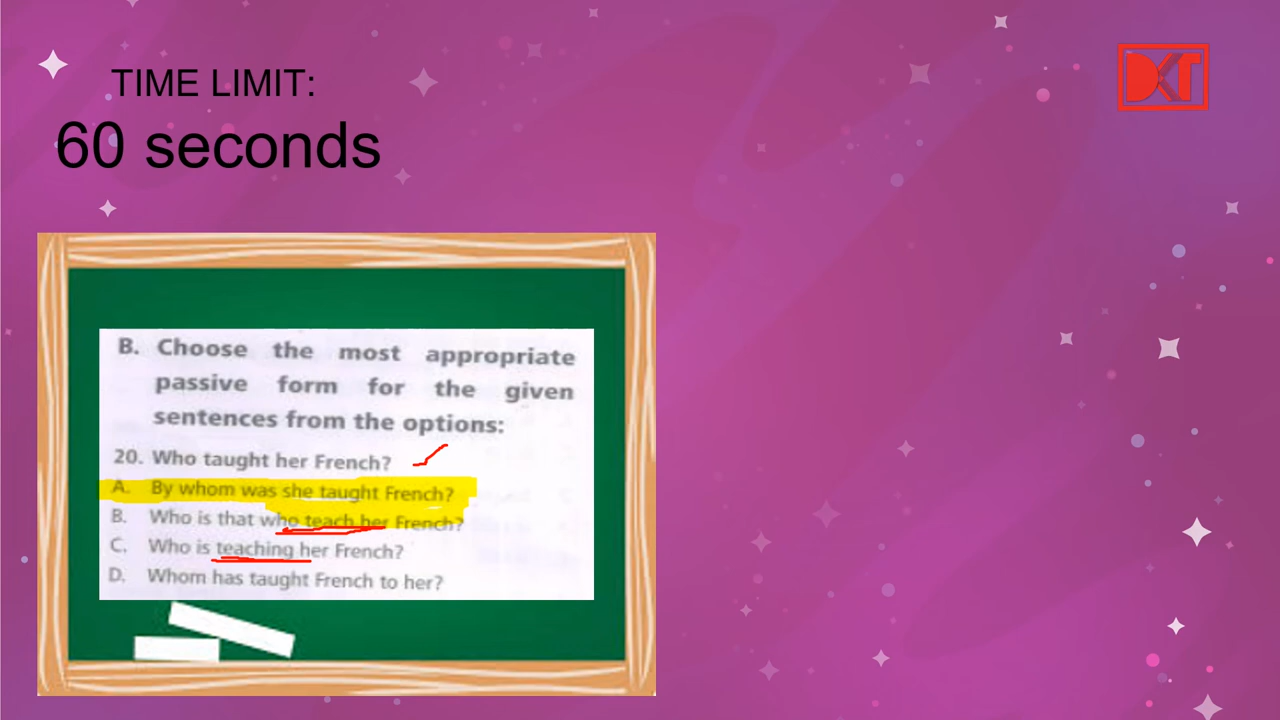 TIME LIMIT:
60 seconds
DKT
B. Choose the most appropriate
passive form for the given
sentences from the options:
20. Who taught her French?
A. By whom was she taught French?
B. Who is that who teach her French?
C. Who is teaching her French?
D. Whom has taught French to her?